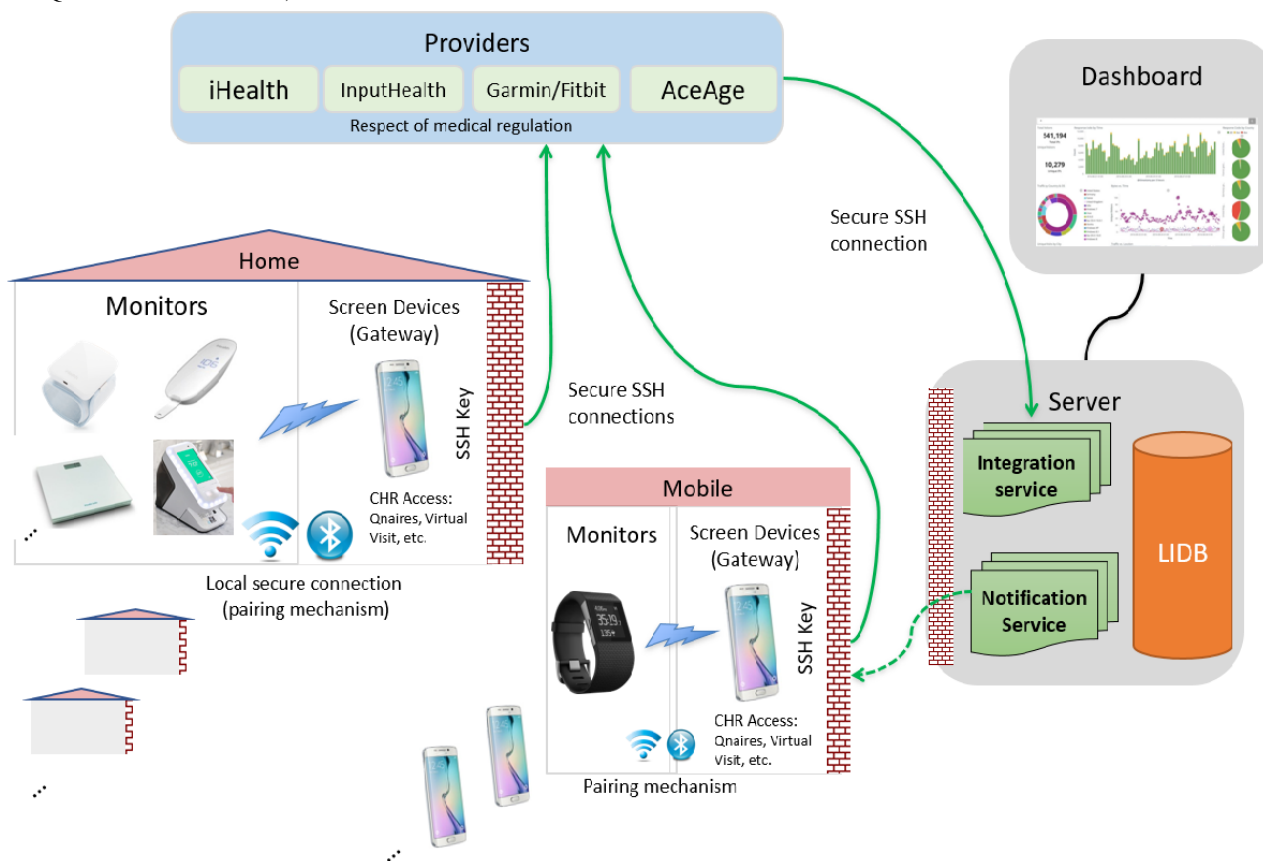 Providers
iHealth
InputHealth
Garmin/Fitbit
AceAge
Respect of medical regulation
Dashboard
541,194
10,279
Secure SSH
connection
Home
Monitors
Screen Devices
(Gateway)
SSH Key
CHR Access:
Qnaires, Virtual
Visit, etc.
Local secure connection
(pairing mechanism)
Secure SSH
connections
Mobile
Monitors
Screen Devices
(Gateway)
SSH Key
CHR Access:
Qnaires, Virtual
Visit, etc.
Pairing mechanism
Server
Integration
service
Notification
Service
LIDB
...
...
...